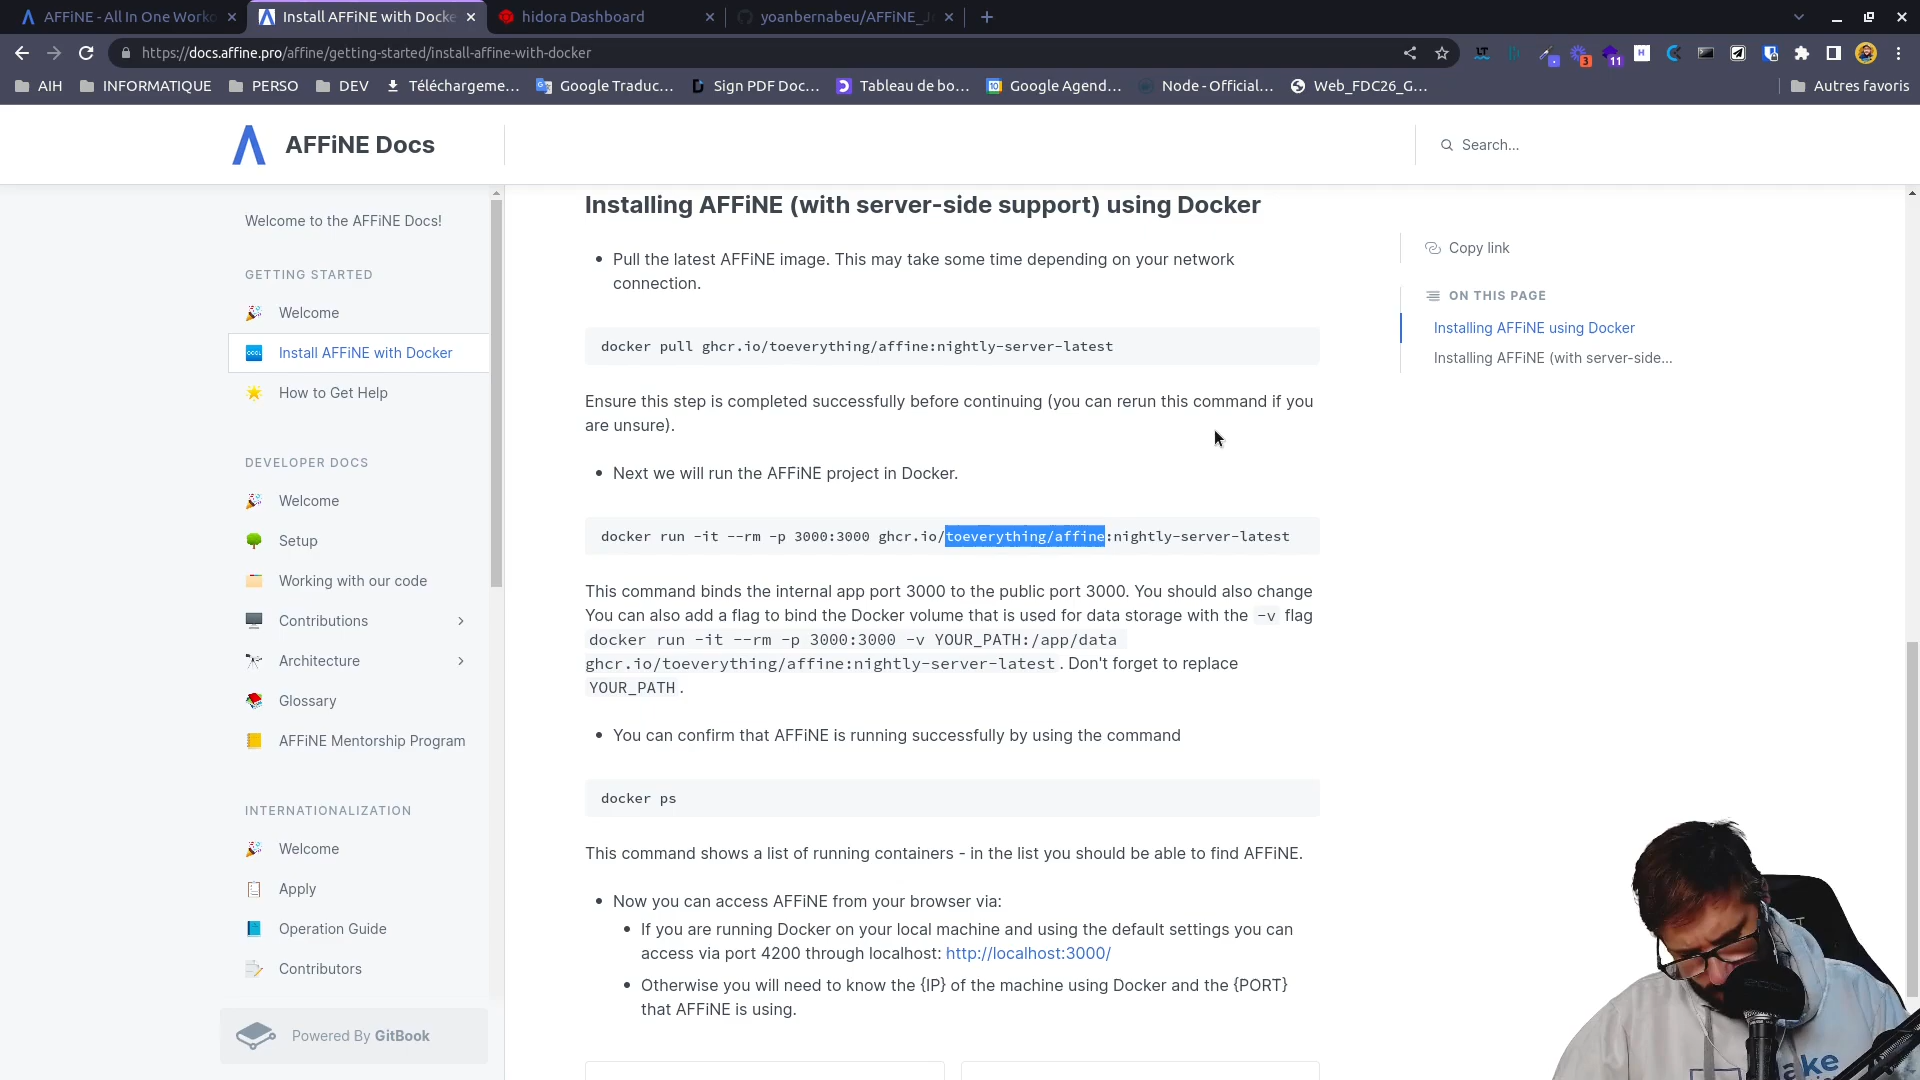 AFFiNE - All In One Worko
Install AFFiNE with Docke
hidora Dashboard
yoanbernabeu/AFFiNE_J
https://docs.affine.pro/affine/getting-started/install-affine-with-docker
3
11
AIH
INFORMATIQUE
PERSO
DEV
Téléchargeme...
Google Traduc...
Sign PDF Doc...
Tableau de bo...
Google Agend...
Node - Official...
Web_FDC26_G...
Autres favoris
AFFiNE Docs
Search...
Welcome to the AFFiNE Docs!
GETTING STARTED
Welcome
Install AFFiNE with Docker
How to Get Help
DEVELOPER DOCS
Welcome
Setup
Working with our code
Contributions
Architecture
Glossary
AFFiNE Mentorship Program
INTERNATIONALIZATION
Welcome
Apply
Operation Guide
Contributors
Powered By GitBook
Installing AFFiNE (with server-side support) using Docker
Pull the latest AFFiNE image. This may take some time depending on your network
connection.
docker pull ghcr.io/toeverything/affine:nightly-server-latest
Ensure this step is completed successfully before continuing (you can rerun this command if you
are unsure).
Next we will run the AFFiNE project in Docker.
docker run -it --rm -p 3000:3000 ghcr.io/toeverything/affine:nightly-server-latest
This command binds the internal app port 3000 to the public port 3000. You should also change
You can also add a flag to bind the Docker volume that is used for data storage with the -v flag
docker run -it --rm -p 3000:3000 -v YOUR_PATH:/app/data
ghcr.io/toeverything/affine:nightly-server-latest. Don't forget to replace
YOUR_PATH.
You can confirm that AFFiNE is running successfully by using the command
docker ps
This command shows a list of running containers - in the list you should be able to find AFFiNE.
Now you can access AFFiNE from your browser via:
If you are running Docker on your local machine and using the default settings you can
access via port 4200 through localhost: http://localhost:3000/
Otherwise you will need to know the {IP} of the machine using Docker and the {PORT}
that AFFiNE is using.
Copy link
ON THIS PAGE
Installing AFFiNE using Docker
Installing AFFiNE (with server-side...